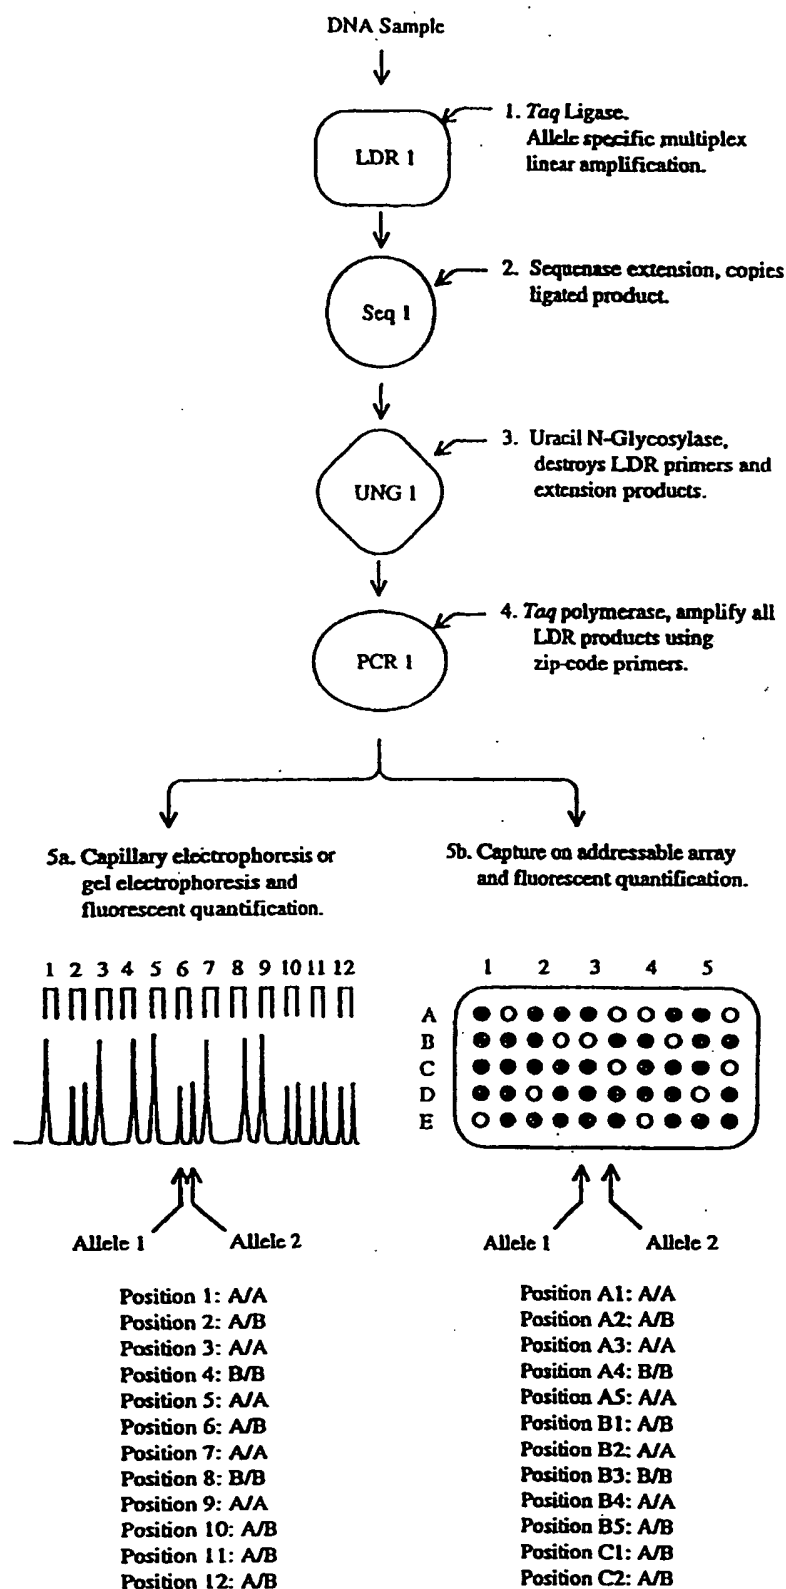 DNA Sample
LDR 1
1. Taq Ligase.
Allele specific multiplex
linear amplification.
Seq 1
2. Sequenase extension, copies
ligated product.
UNG 1
3. Uracil N-Glycosylase,
destroys LDR primers and
extension products.
PCR 1
4. Taq polymerase, amplify all
LDR products using
zip-code primers.
5a. Capillary electrophoresis or
gel electrophoresis and
fluorescent quantification.
1 2 3 4 5 6 7 8 9 10 11 12
Allele 1
Allele 2
Position 1: A/A
Position 2: A/B
Position 3: A/A
Position 4: B/B
Position 5: A/A
Position 6: A/B
Position 7: A/A
Position 8: B/B
Position 9: A/A
Position 10: A/B
Position 11: A/B
Position 12: A/B
5b. Capture on addressable array
and fluorescent quantification.
1 2 3 4 5
A
B
C
D
E
Allele 1
Allele 2
Position A1: A/A
Position A2: A/B
Position A3: A/A
Position A4: B/B
Position A5: A/A
Position B1: A/B
Position B2: A/A
Position B3: B/B
Position B4: A/A
Position B5: A/B
Position C1: A/B
Position C2: A/B